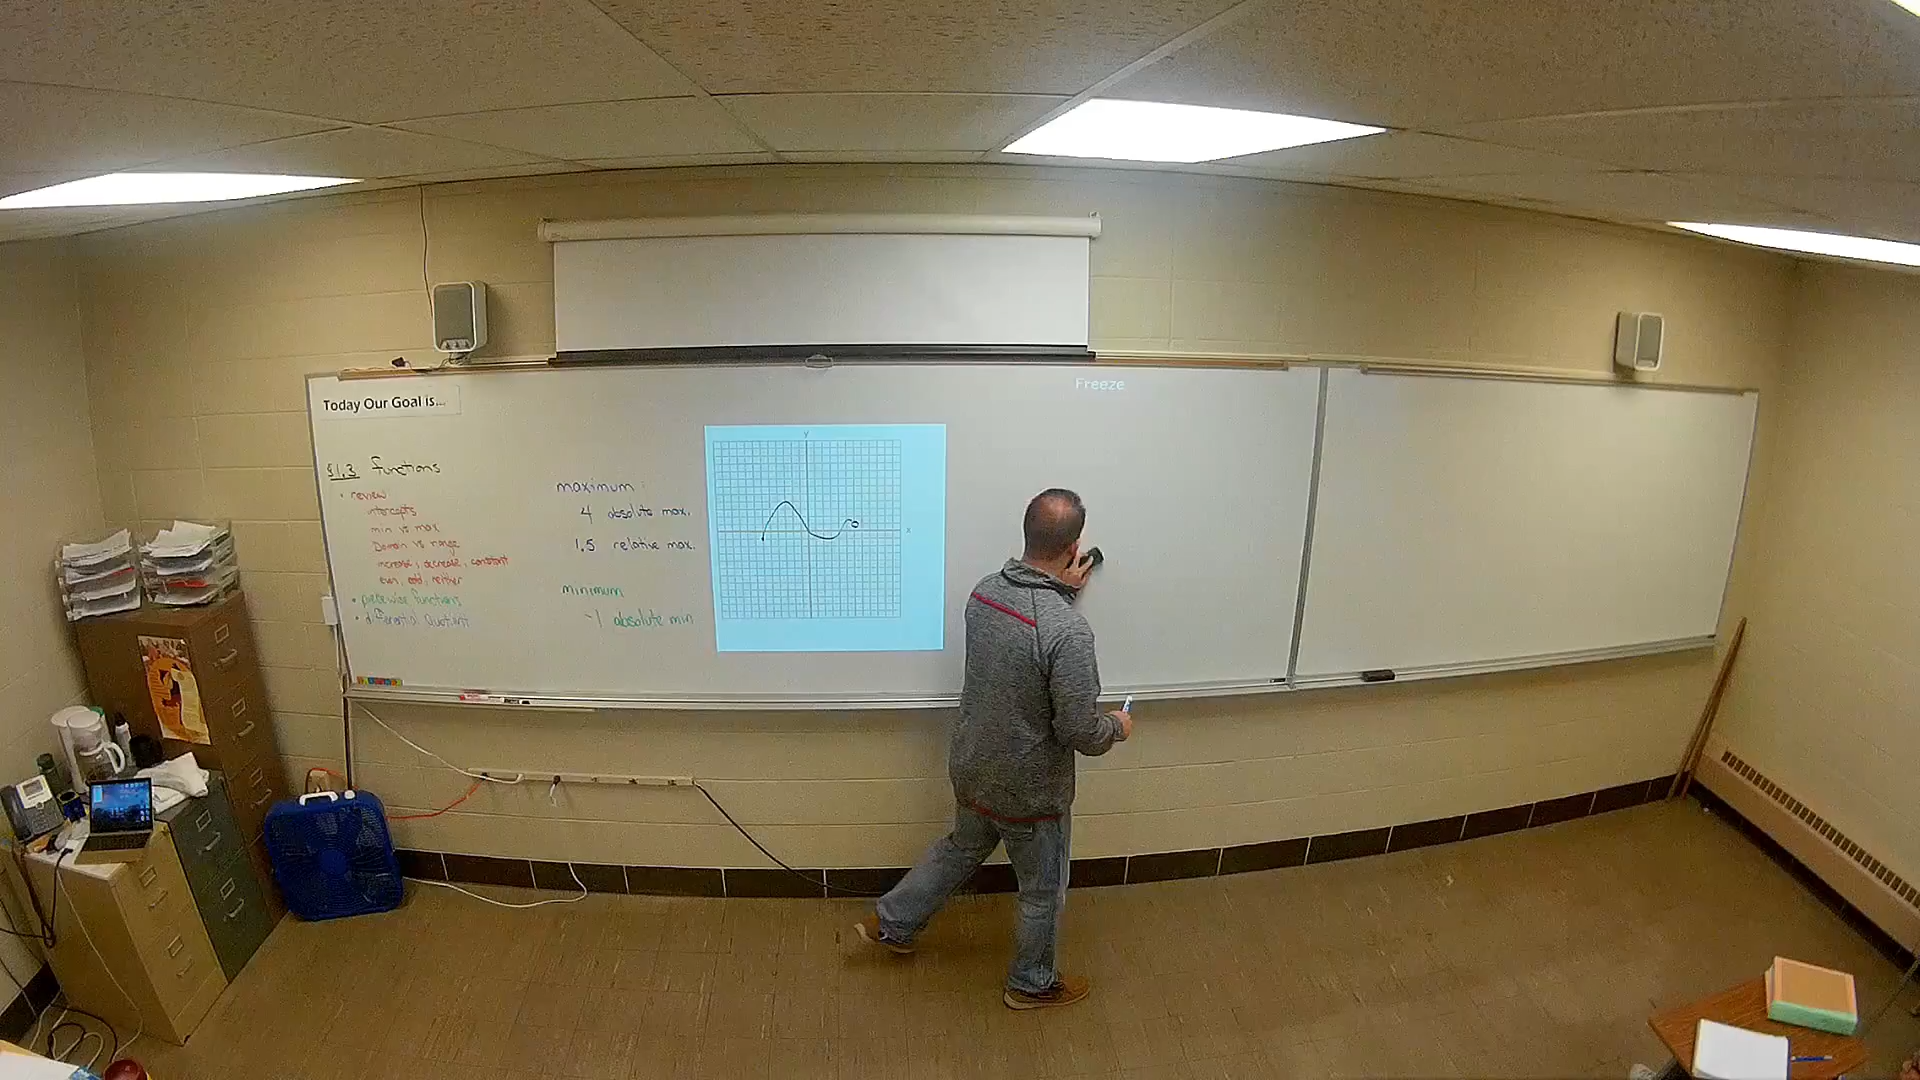 Freeze
Today Our Goal is...
§1.3 functions
• review
intercepts
min vs max
Domain vs range
increase, decrease, constant
even, odd, neither
• piecewise functions
• differential Quotient
maximum:
4 absolute max.
1.5 relative max.
minimum
-1 absolute min
y
x